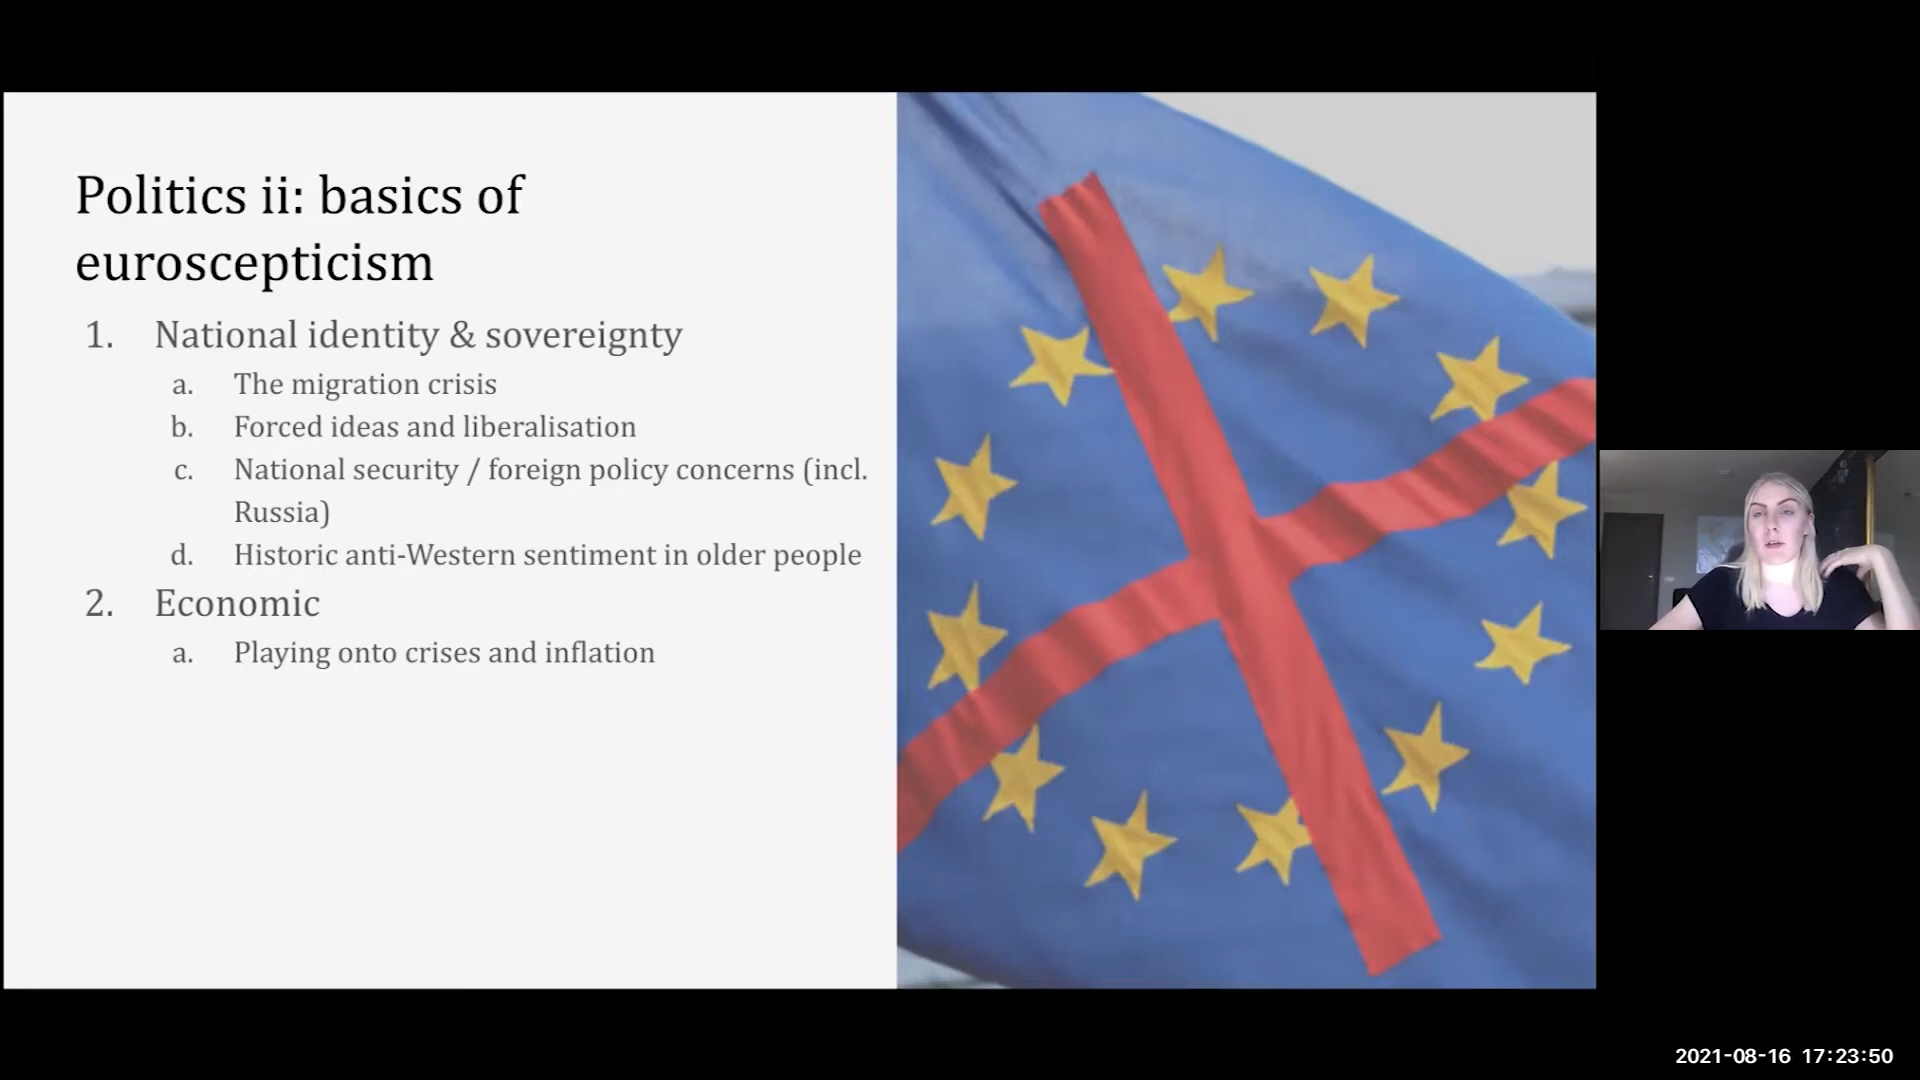 Politics ii: basics of
euroscepticism
1. National identity & sovereignty
a. The migration crisis
b. Forced ideas and liberalisation
c. National security / foreign policy concerns (incl.
Russia)
d. Historic anti-Western sentiment in older people
2. Economic
a. Playing onto crises and inflation
2021-08-16 17:23:50